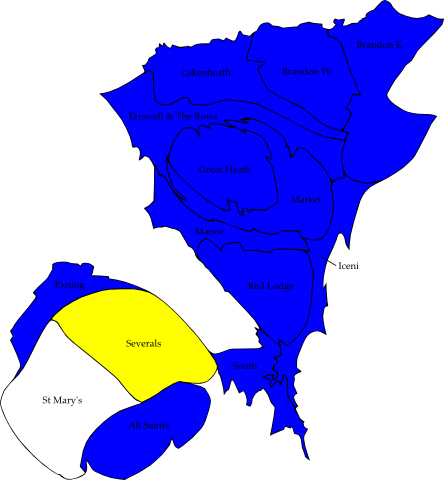 Brandon E.
Lakenheath
Brandon W.
Eriswell & The Rows
Great Heath
Market
Manor
Iceni
Exning
Red Lodge
Severals
South
St Mary's
All Saints